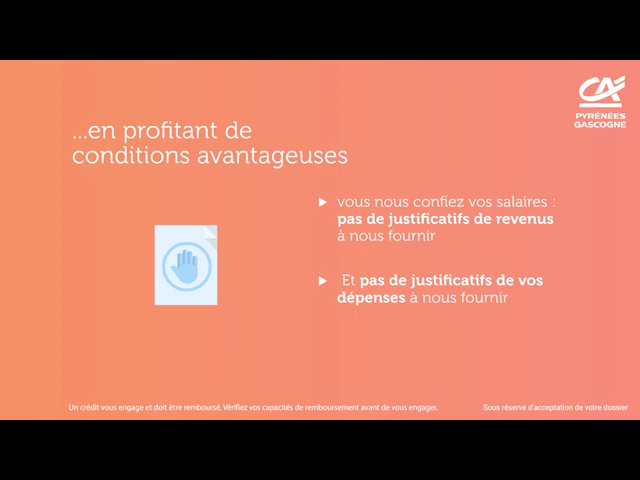 ...en profitant de
conditions avantageuses
CA
PYRÉNÉES
GASCOGNE
vous nous confiez vos salaires :
pas de justificatifs de revenus
à nous fournir
Et pas de justificatifs de vos
dépenses à nous fournir
Un crédit vous engage et doit être remboursé. Vérifiez vos capacités de remboursement avant de vous engager.
Sous réserve d'acceptation de votre dossier